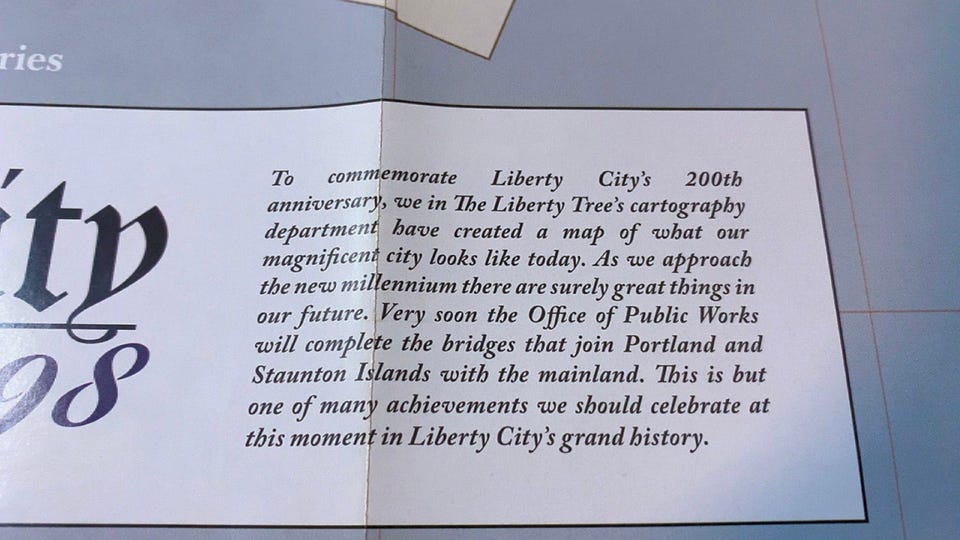 ries
ity
98
To commemorate Liberty City's 200th
anniversary, we in The Liberty Tree's cartography
department have created a map of what our
magnificent city looks like today. As we approach
the new millennium there are surely great things in
our future. Very soon the Office of Public Works
will complete the bridges that join Portland and
Staunton Islands with the mainland. This is but
one of many achievements we should celebrate at
this moment in Liberty City's grand history.